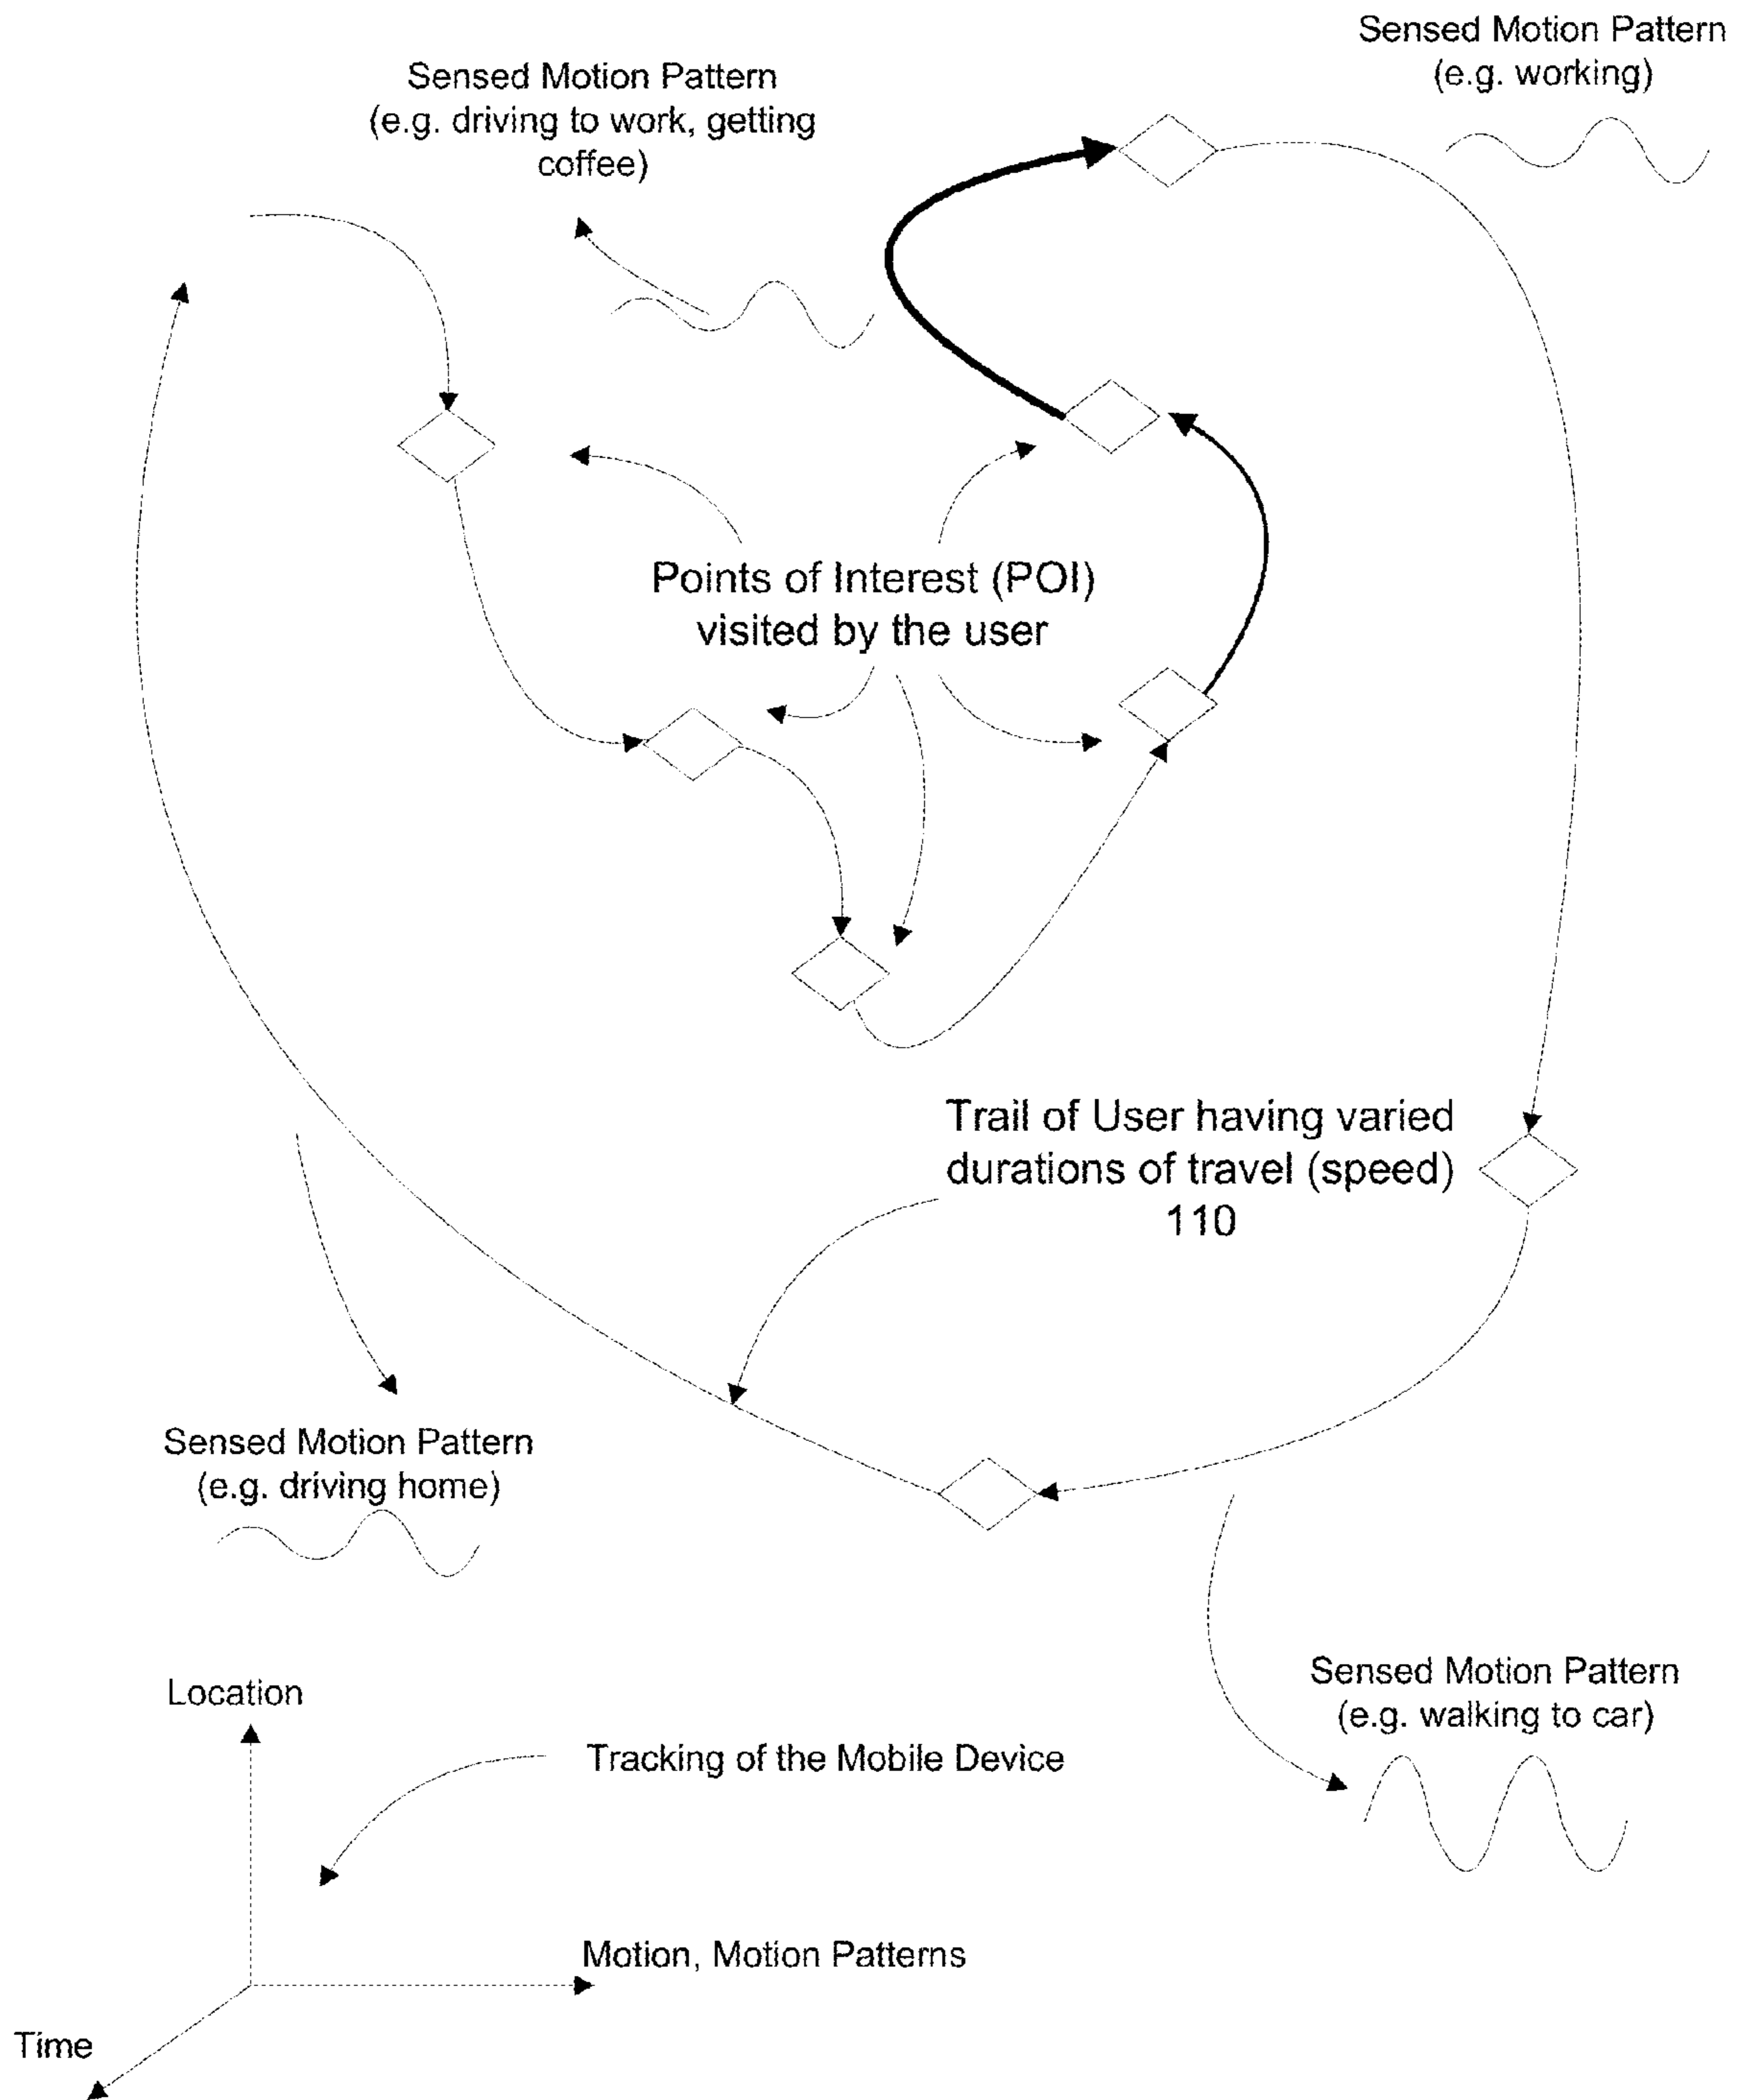 Sensed Motion Pattern
(e.g. working)
Sensed Motion Pattern
(e.g. driving to work, getting
coffee)
Points of Interest (POI)
visited by the user
Trail of User having varied
durations of travel (speed)
110
Sensed Motion Pattern
(e.g. driving home)
Sensed Motion Pattern
(e.g. walking to car)
Location
Tracking of the Mobile Device
Motion, Motion Patterns
Time